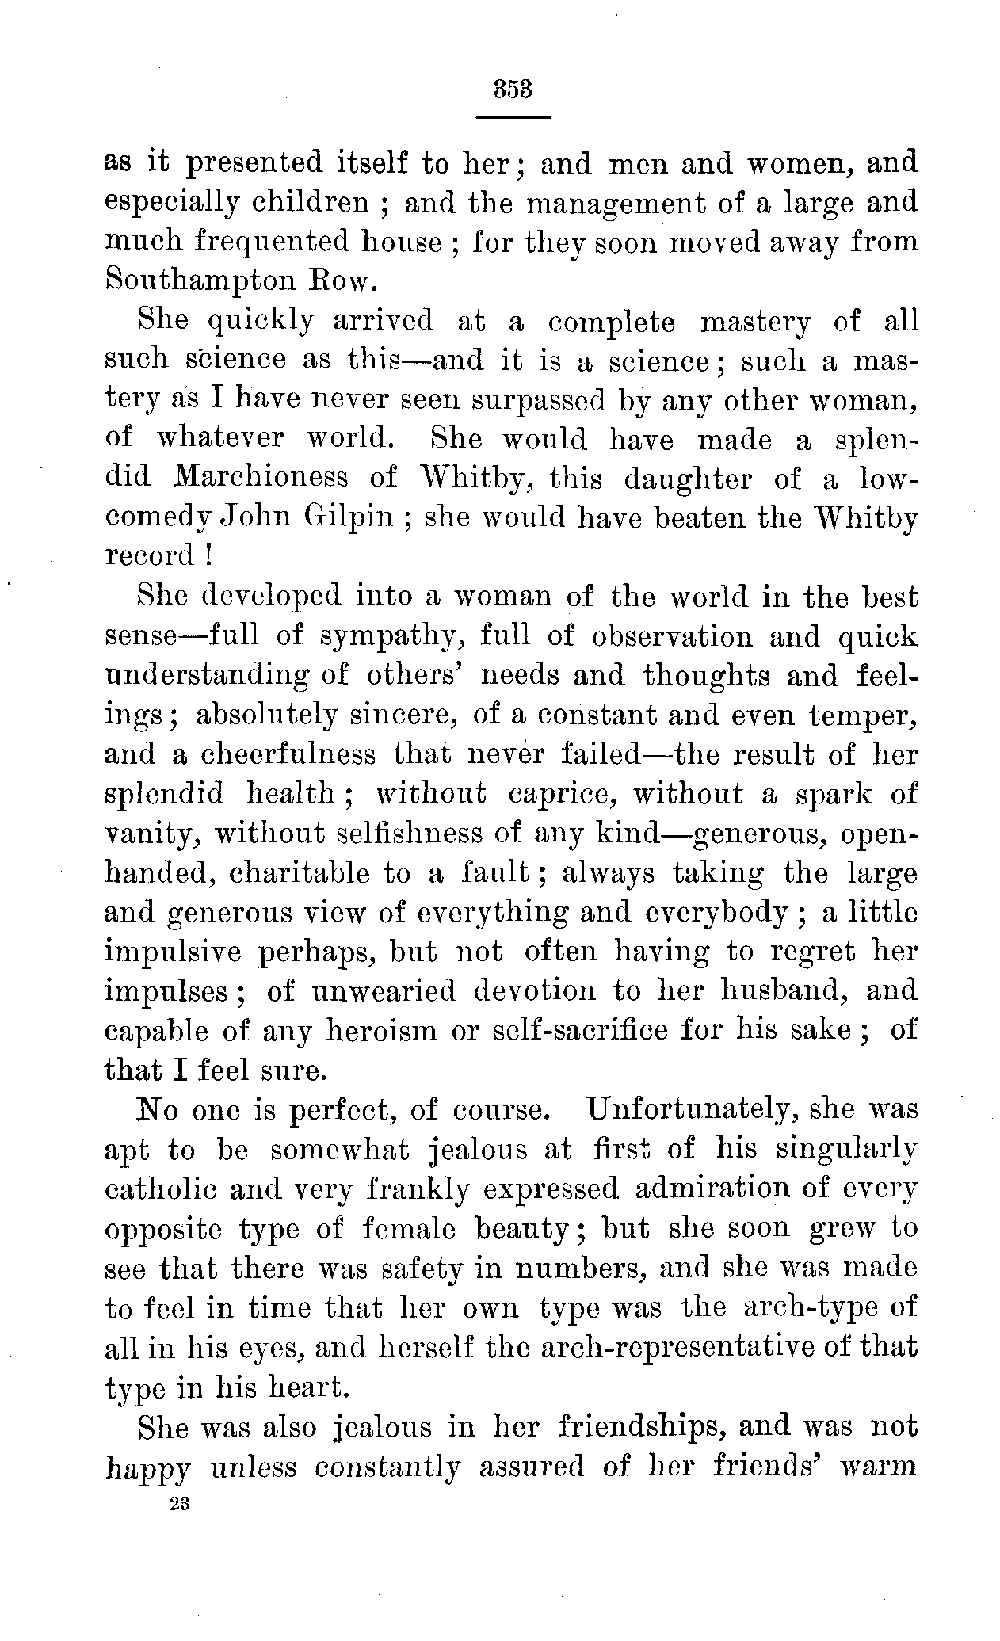 353
as it presented itself to her; and men and women, and
especially children ; and the management of a large and
much frequented house ; for they soon moved away from
Southampton Row.
She quickly arrived at a complete mastery of all
such science as this—and it is a science; such a mas-
tery as I have never seen surpassed by any other woman,
of whatever world. She would have made a splen-
did Marchioness of Whitby, this daughter of a low-
comedy John Gilpin ; she would have beaten the Whitby
record !
She developed into a woman of the world in the best
sense—full of sympathy, full of observation and quick
understanding of others' needs and thoughts and feel-
ings; absolutely sincere, of a constant and even temper,
and a cheerfulness that never failed—the result of her
splendid health ; without caprice, without a spark of
vanity, without selfishness of any kind—generous, open-
handed, charitable to a fault ; always taking the large
and generous view of everything and everybody ; a little
impulsive perhaps, but not often having to regret her
impulses ; of unwearied devotion to her husband, and
capable of any heroism or self-sacrifice for his sake ; of
that I feel sure.
No one is perfect, of course. Unfortunately, she was
apt to be somewhat jealous at first of his singularly
catholic and very frankly expressed admiration of every
opposite type of female beauty; but she soon grew to
see that there was safety in numbers, and she was made
to feel in time that her own type was the arch-type of
all in his eyes, and herself the arch-representative of that
type in his heart.
She was also jealous in her friendships, and was not
happy unless constantly assured of her friends' warm
23